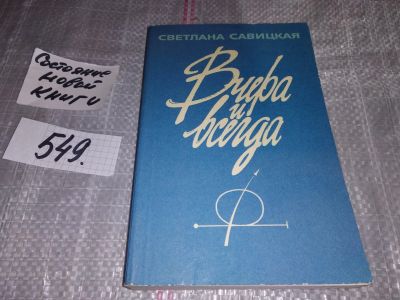 СВЕТЛАНА САВИЦКАЯ
Вчера
и
всегда
Состояние
новой
книги
549.